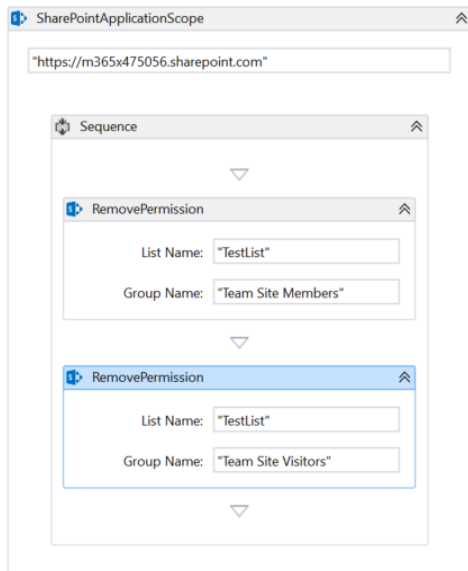 SharePointApplicationScope
"https://m365x475056.sharepoint.com"
Sequence
RemovePermission
List Name: "TestList"
Group Name: "Team Site Members"
RemovePermission
List Name: "TestList"
Group Name: "Team Site Visitors"